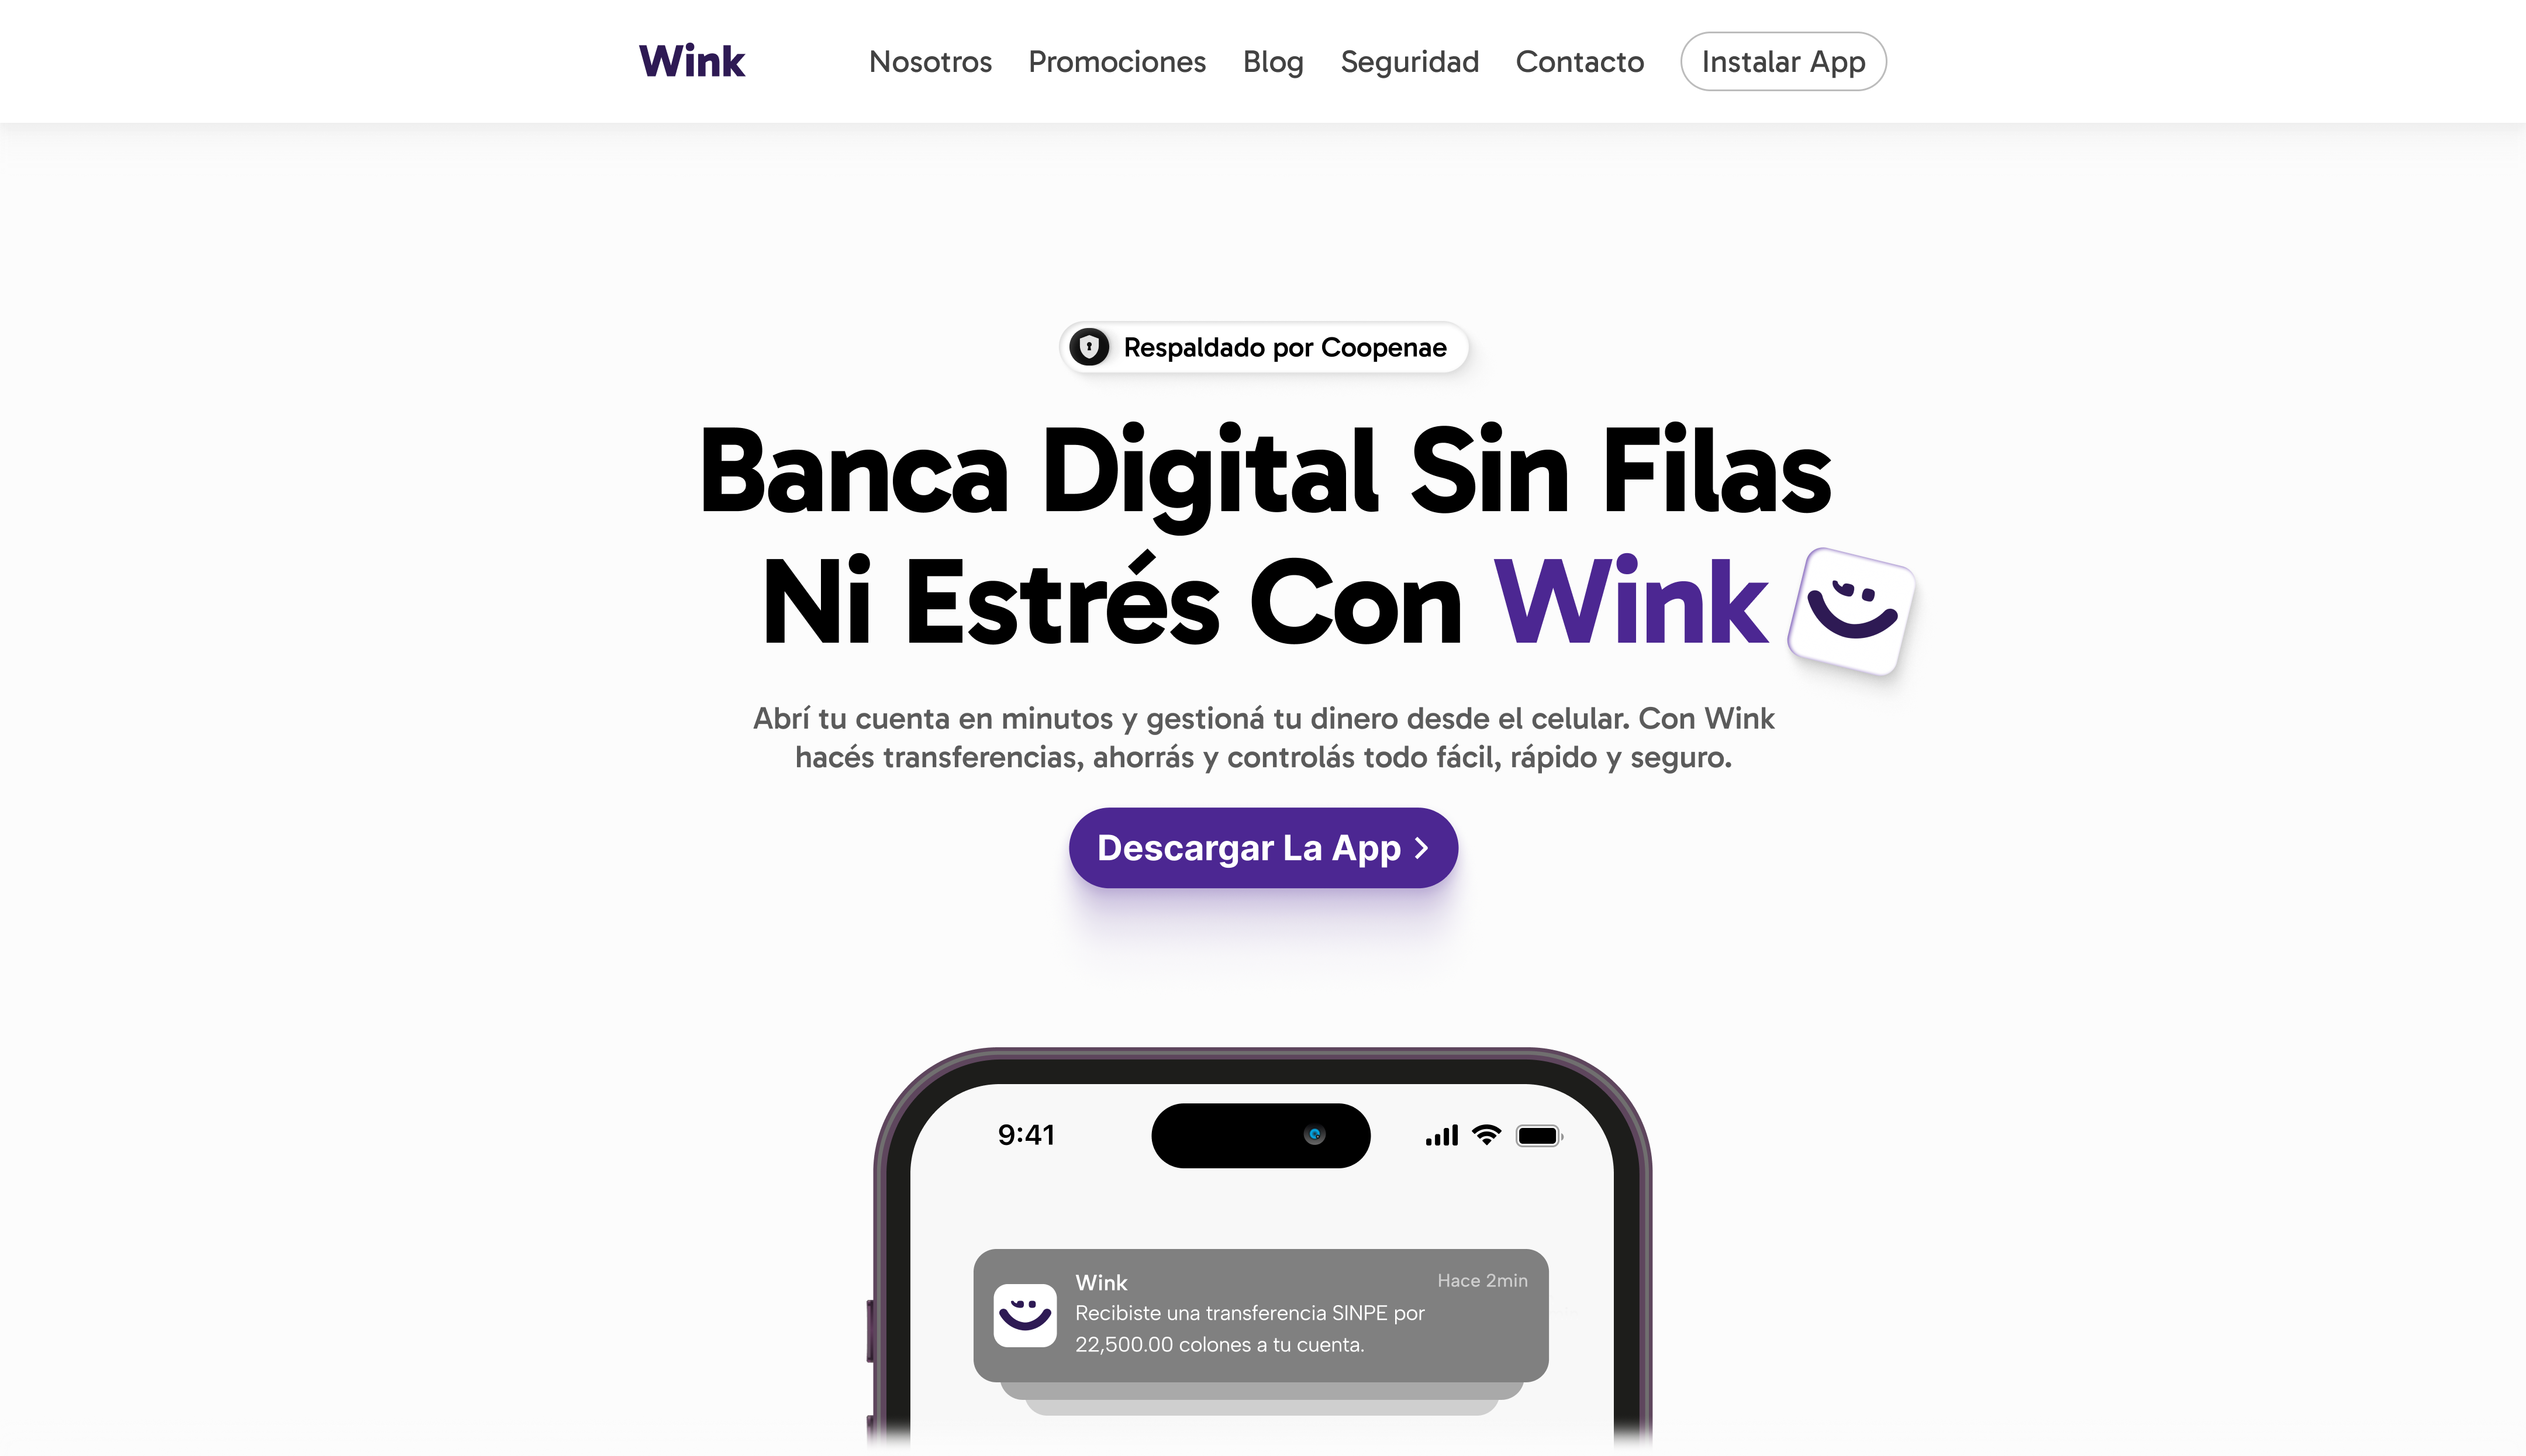 Wink
Nosotros
Promociones
Blog
Seguridad
Contacto
Instalar App
Respaldado por Coopenae
Banca Digital Sin Filas
Ni Estrés Con Wink
Abrí tu cuenta en minutos y gestioná tu dinero desde el celular. Con Wink
hacés transferencias, ahorrás y controlás todo fácil, rápido y seguro.
Descargar La App
9:41
Wink
Hace 2min
Recibiste una transferencia SINPE por
22,500.00 colones a tu cuenta.